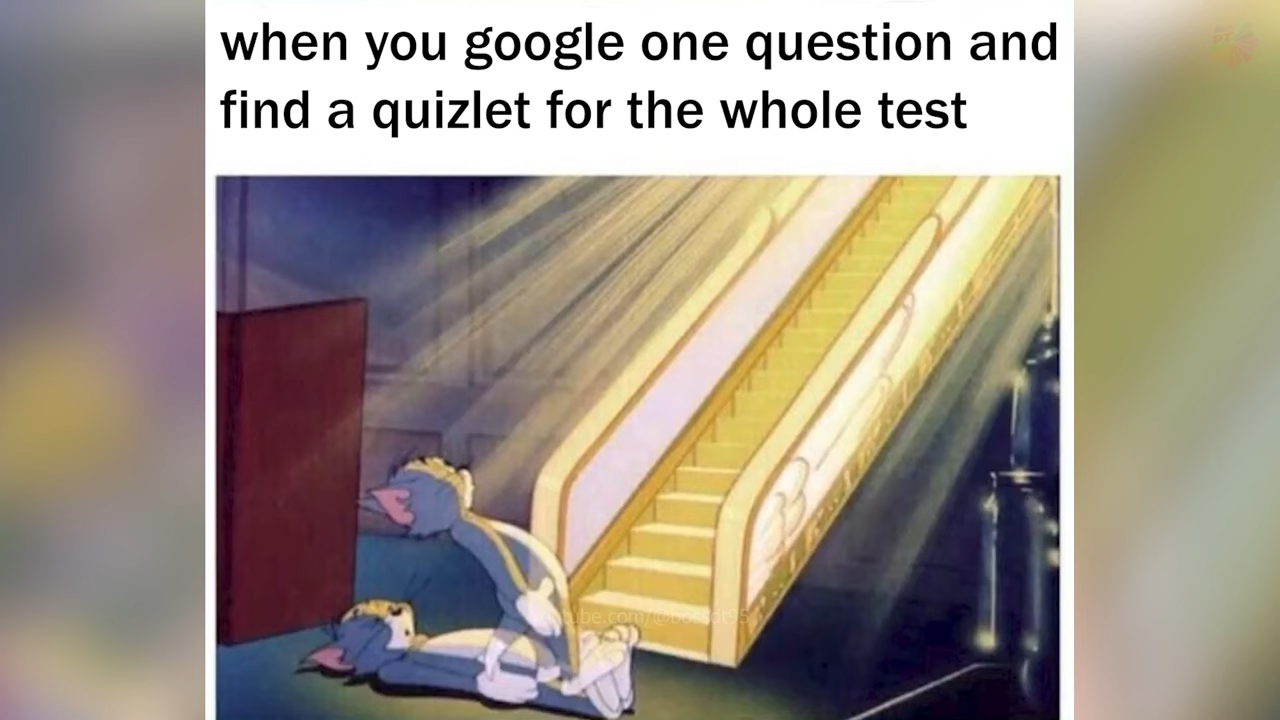 when you google one question and
find a quizlet for the whole test